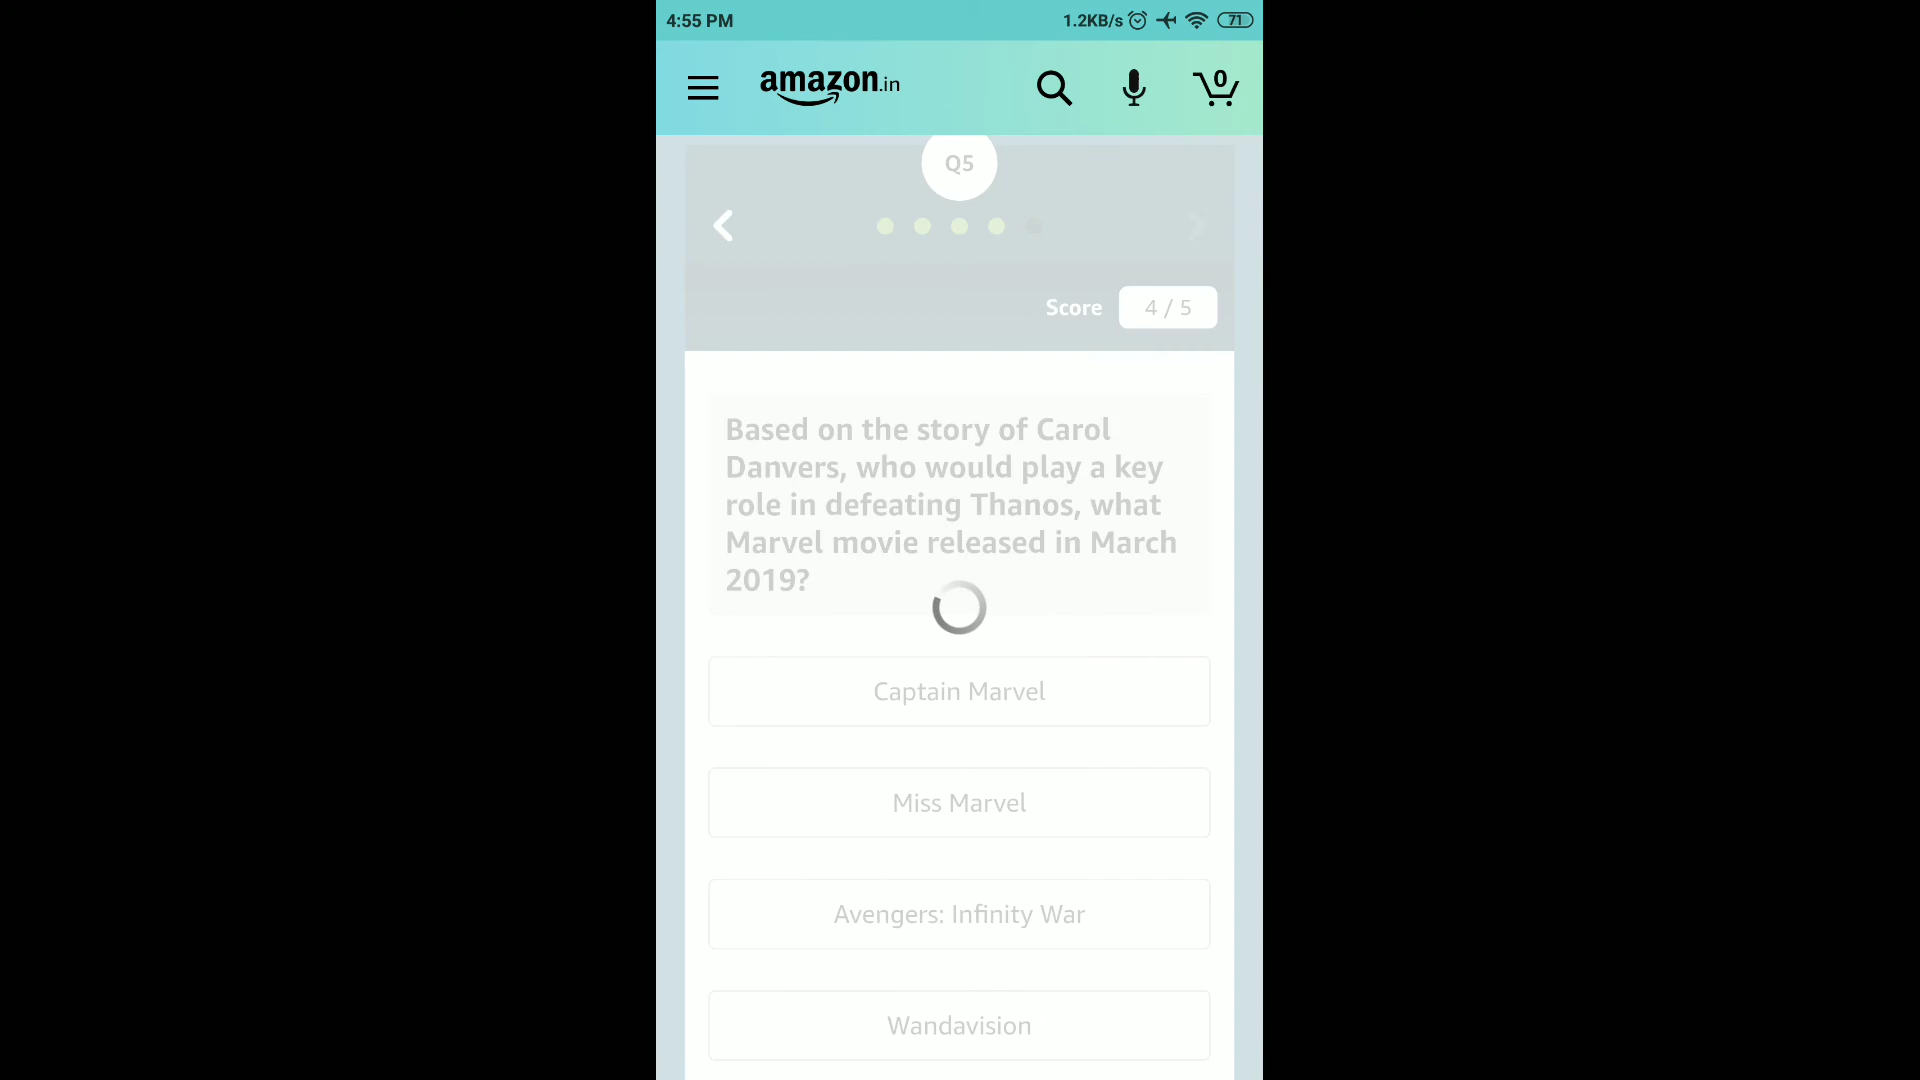 4:55 PM
1.2KB/s
71
amazon.in
0
Q5
Score
4 / 5
Based on the story of Carol
Danvers, who would play a key
role in defeating Thanos, what
Marvel movie released in March
2019?
Captain Marvel
Miss Marvel
Avengers: Infinity War
Wandavision